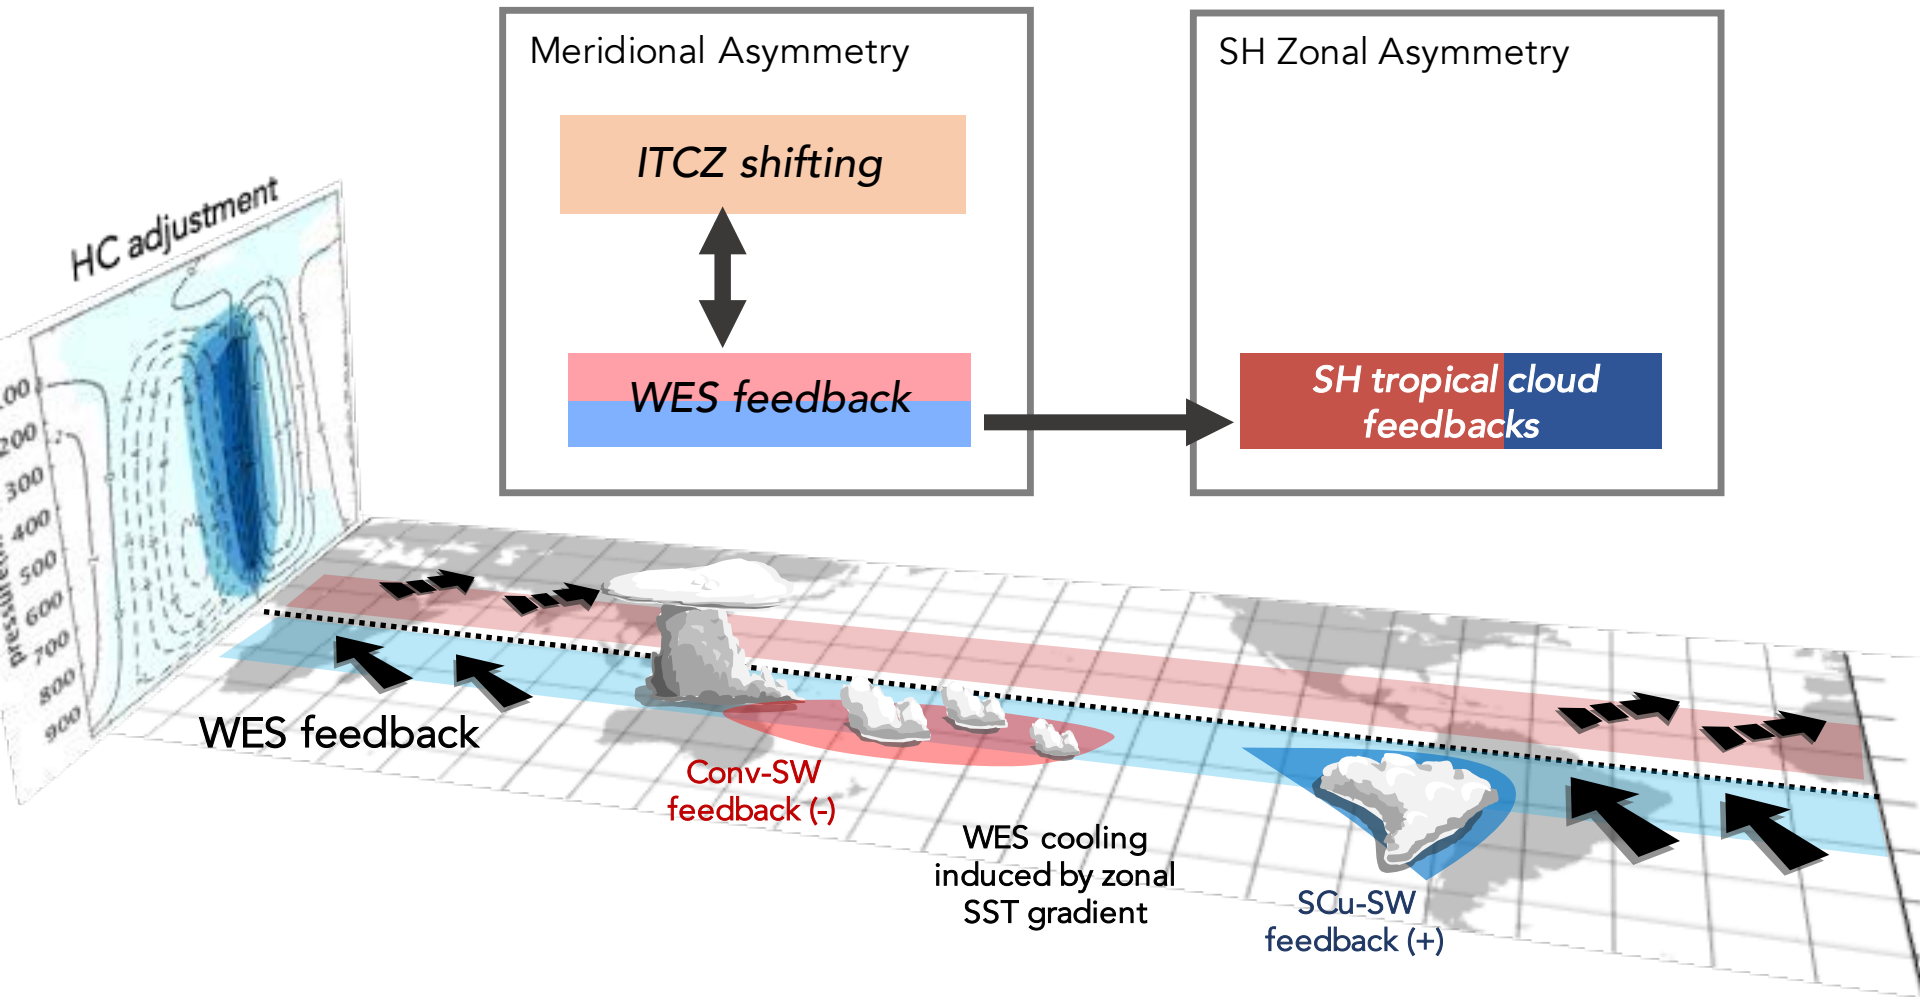 Meridional Asymmetry
SH Zonal Asymmetry
ITCZ shifting
WES feedback
SH tropical cloud
feedbacks
HC adjustment
100
200
300
400
500
600
700
800
900
WES feedback
Conv-SW
feedback (-)
WES cooling
induced by zonal
SST gradient
SCu-SW
feedback (+)